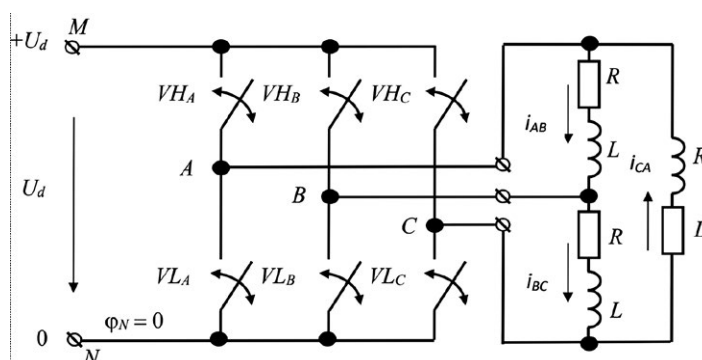 +U_d
M
VH_A
VH_B
VH_C
R
i_AB
L
i_CA
R
A
U_d
B
C
R
L
VL_A
VL_B
VL_C
i_BC
L
φ_N = 0
0
N